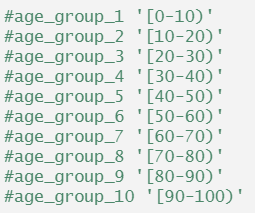 #age_group_1 '[0-10)'
#age_group_2 '[10-20)'
#age_group_3 '[20-30)'
#age_group_4 '[30-40)'
#age_group_5 '[40-50)'
#age_group_6 '[50-60)'
#age_group_7 '[60-70)'
#age_group_8 '[70-80)'
#age_group_9 '[80-90)'
#age_group_10 '[90-100)'